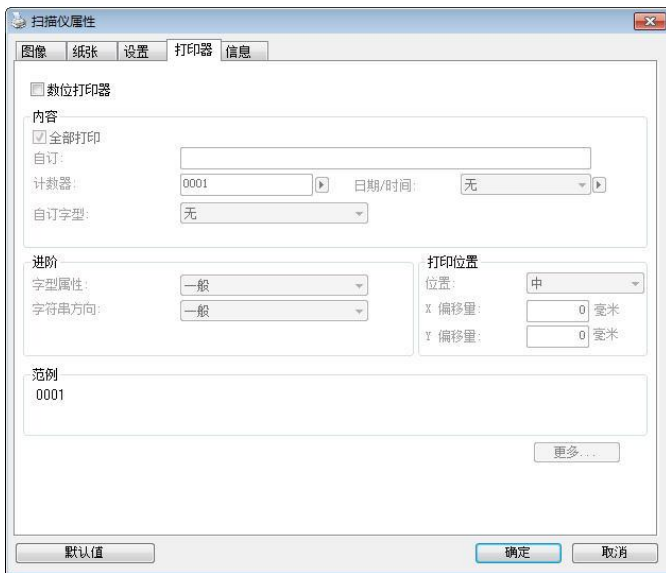 扫描仪属性
图像 纸张 设置 打印器 信息
数位打印器
内容
全部打印
自订:
计数器: 0001 日期/时间: 无
自订字型: 无
进阶
字型属性: 一般
字符串方向: 一般
打印位置
位置: 中
X 偏移量: 0 毫米
Y 偏移量: 0 毫米
范例
0001
更多...
默认值 确定 取消